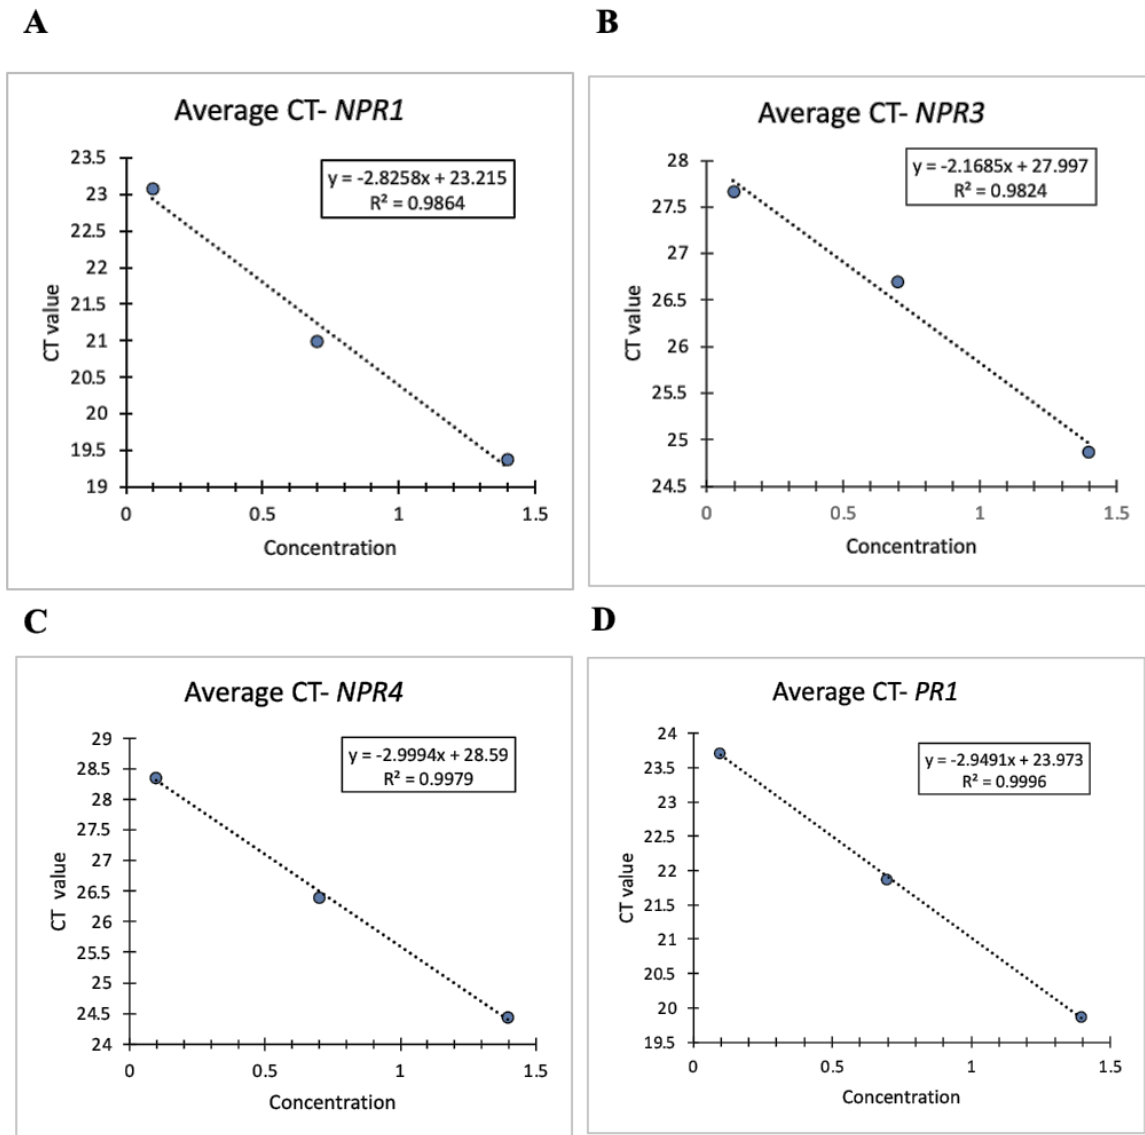 A
Average CT- NPR1
y = -2.8258x + 23.215
R² = 0.9864
CT value
23.5
23
22.5
22
21.5
21
20.5
20
19.5
19
0 0.5 1 1.5
Concentration
B
Average CT- NPR3
y = -2.1685x + 27.997
R² = 0.9824
CT value
28
27.5
27
26.5
26
25.5
25
24.5
0 0.5 1 1.5
Concentration
C
Average CT- NPR4
y = -2.9994x + 28.59
R² = 0.9979
CT value
29
28.5
28
27.5
27
26.5
26
25.5
25
24.5
24
0 0.5 1 1.5
Concentration
D
Average CT- PR1
y = -2.9491x + 23.973
R² = 0.9996
CT value
24
23.5
23
22.5
22
21.5
21
20.5
20
19.5
0 0.5 1 1.5
Concentration